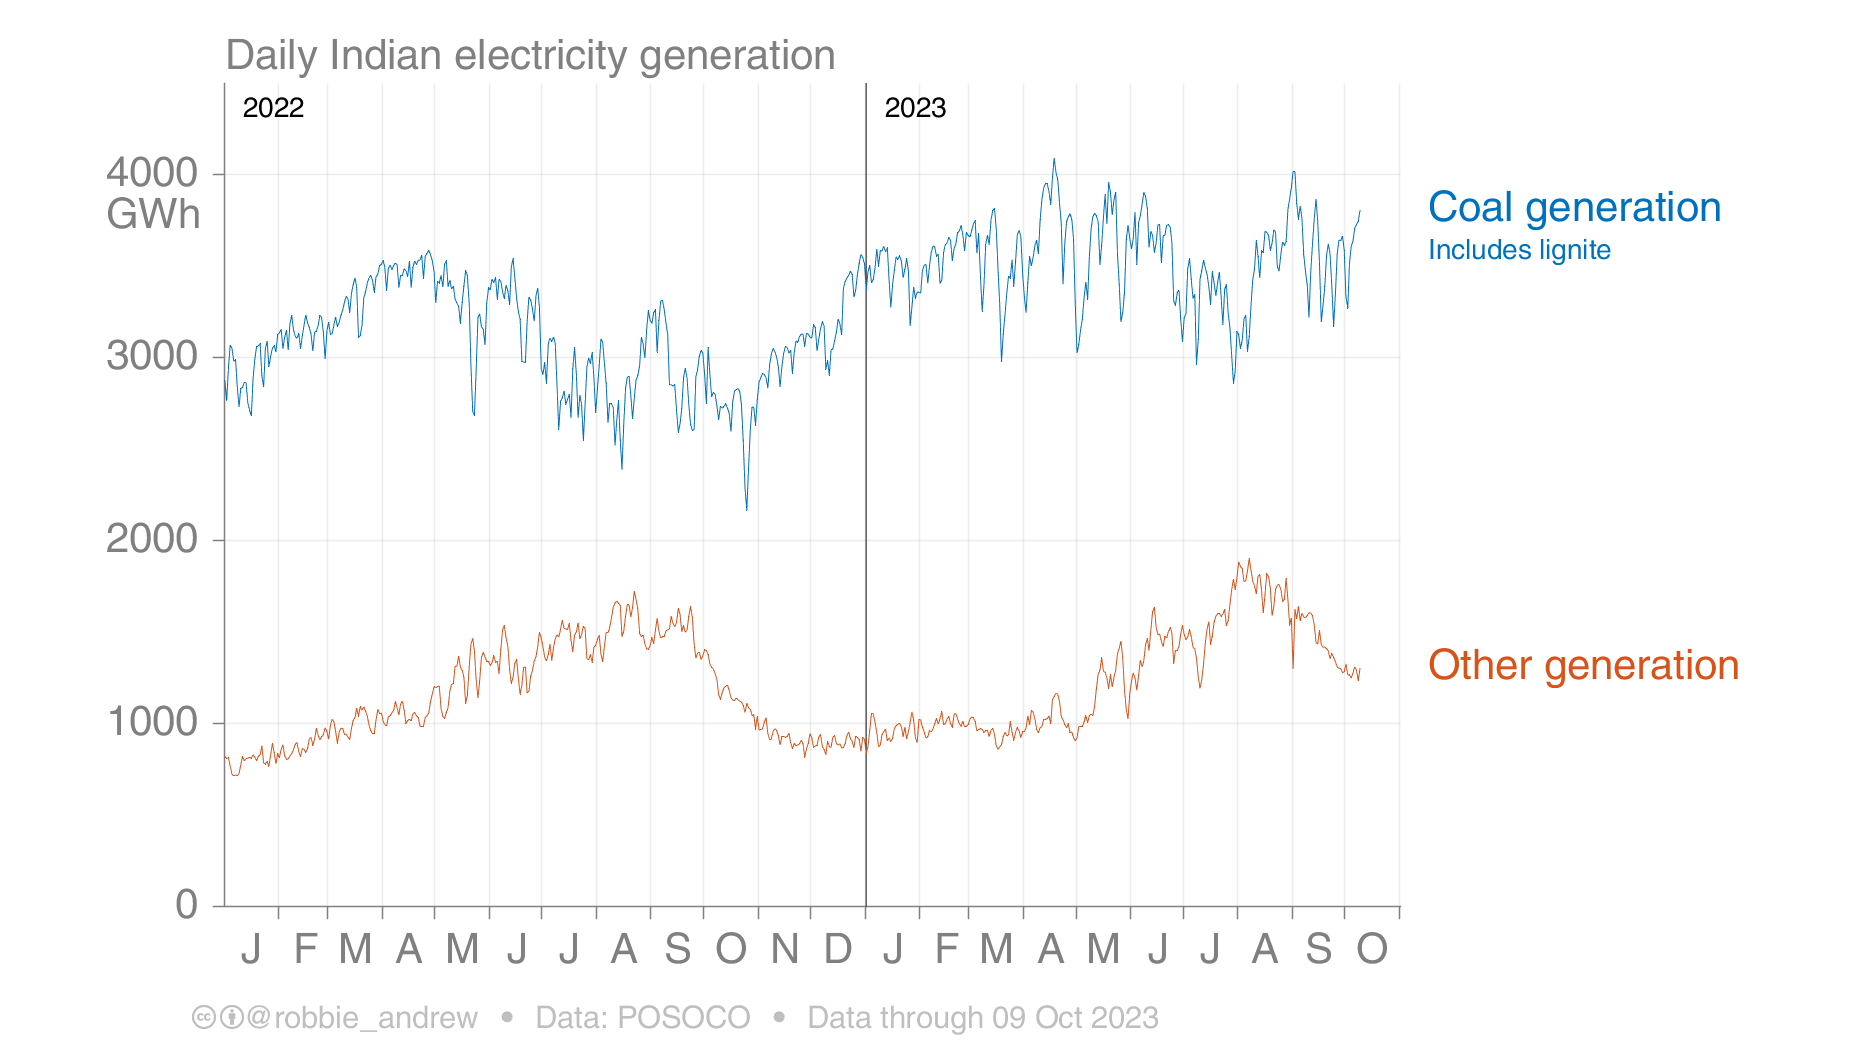 Daily Indian electricity generation
2022
2023
4000
GWh
3000
2000
1000
0
Coal generation
Includes lignite
Other generation
J F M A M J J A S O N D J F M A M J J A S O
@robbie_andrew • Data: POSOCO • Data through 09 Oct 2023